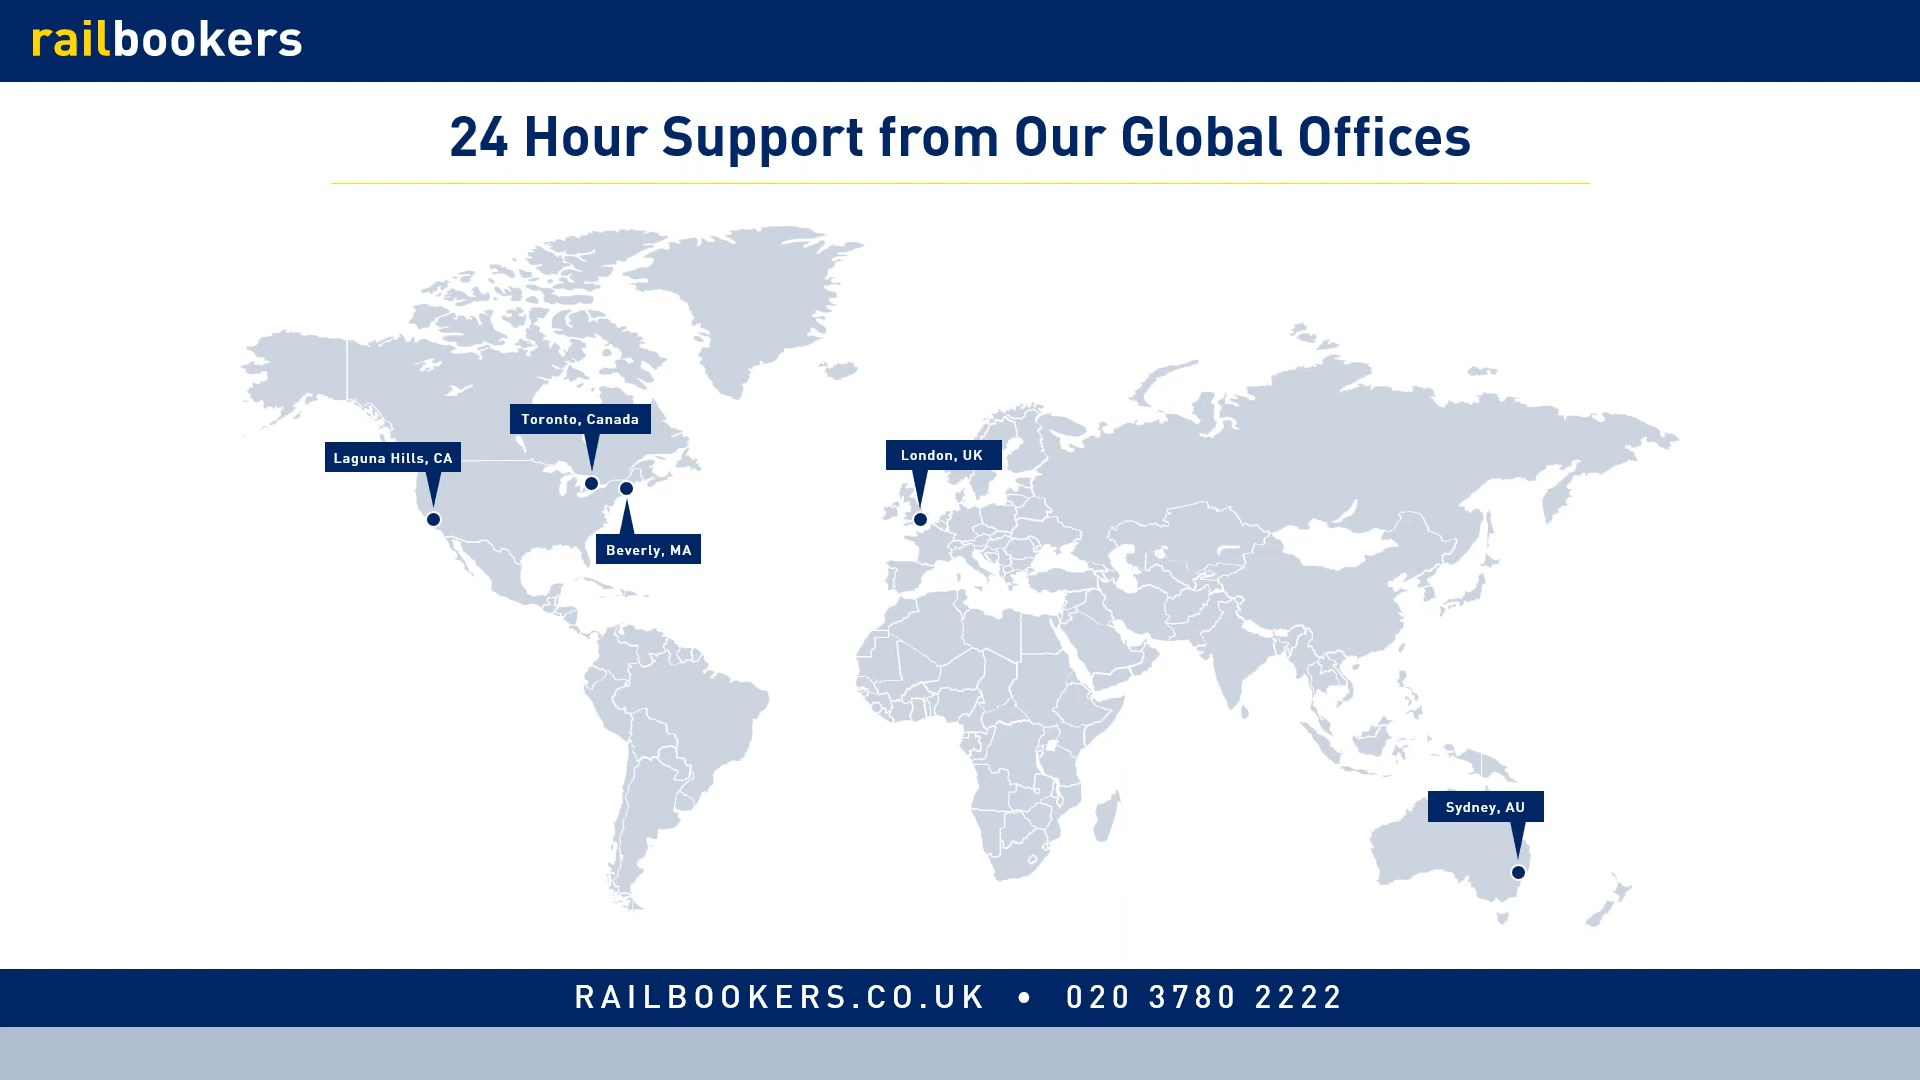 railbookers
24 Hour Support from Our Global Offices
Toronto, Canada
Laguna Hills, CA
London, UK
Beverly, MA
Sydney, AU
RAILBOOKERS.CO.UK • 020 3780 2222